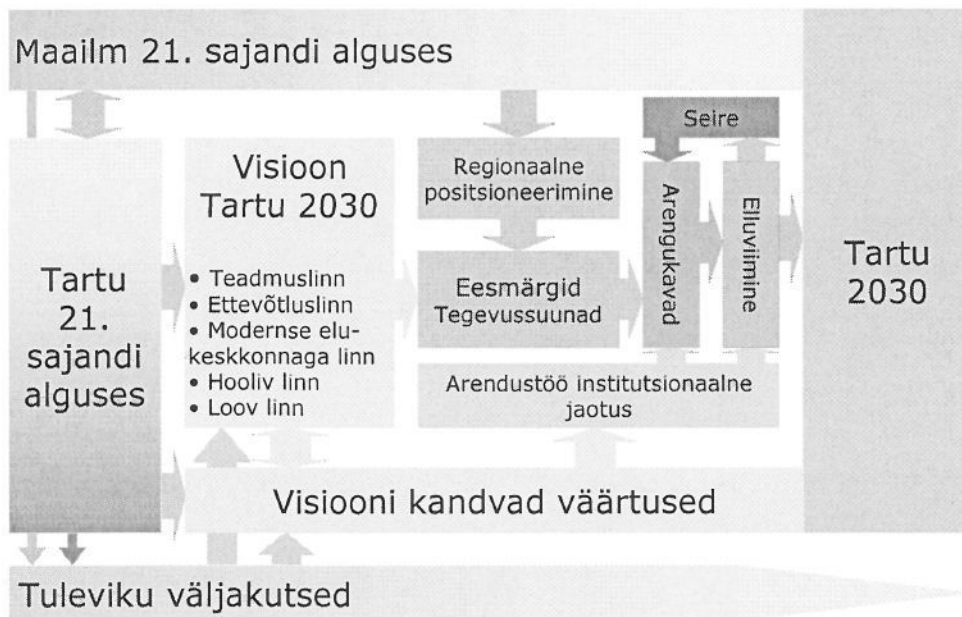 Maailm 21. sajandi alguses
Tartu
21.
sajandi
alguses
Visioon
Tartu 2030
• Teadmuslinn
• Ettevõtluslinn
• Modernse elu-
keskkonnaga linn
• Hooliv linn
• Loov linn
Regionaalne
positsioneerimine
Eesmärgid
Tegevussuunad
Seire
Arengukavad
Elluviimine
Arendustöö institutsionaalne
jaotus
Visiooni kandvad väärtused
Tartu
2030
Tuleviku väljakutsed